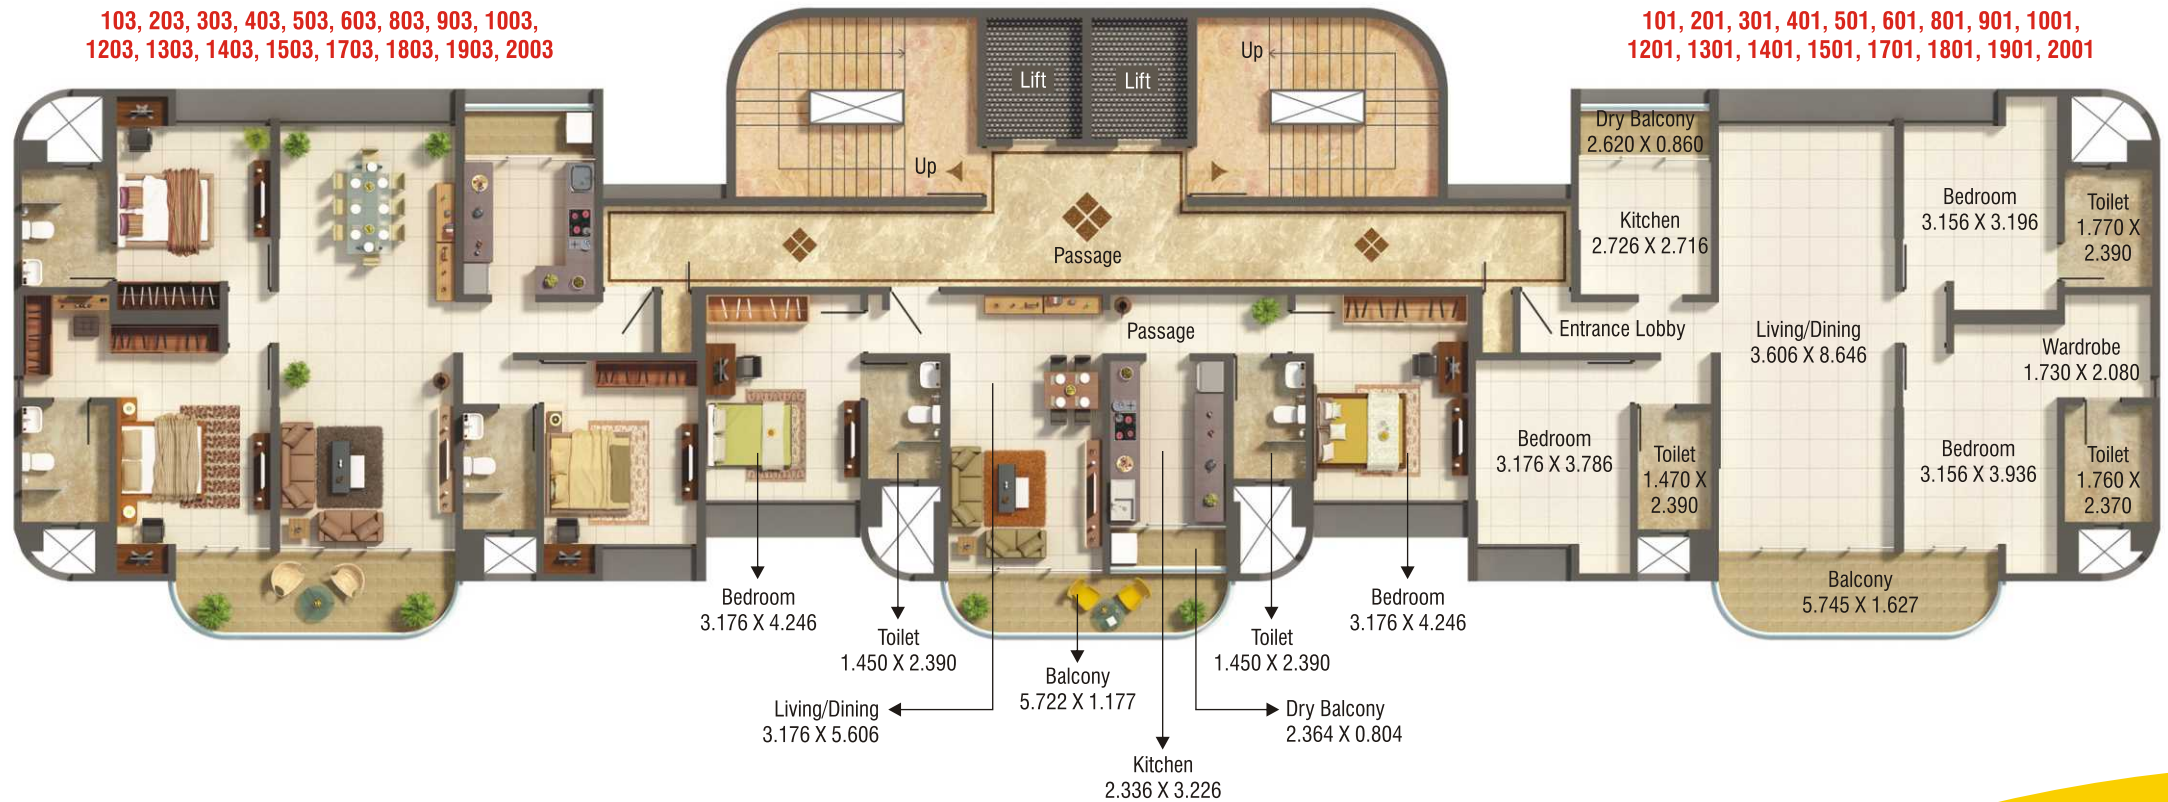 103, 203, 303, 403, 503, 603, 803, 903, 1003,
1203, 1303, 1403, 1503, 1703, 1803, 1903, 2003
101, 201, 301, 401, 501, 601, 801, 901, 1001,
1201, 1301, 1401, 1501, 1701, 1801, 1901, 2001
Up
Lift
Lift
Up
Up
Passage
Passage
Dry Balcony
2.620 X 0.860
Kitchen
2.726 X 2.716
Bedroom
3.156 X 3.196
Toilet
1.770 X
2.390
Entrance Lobby
Living/Dining
3.606 X 8.646
Wardrobe
1.730 X 2.080
Bedroom
3.176 X 3.786
Toilet
1.470 X
2.390
Bedroom
3.156 X 3.936
Toilet
1.760 X
2.370
Balcony
5.745 X 1.627
Bedroom
3.176 X 4.246
Toilet
1.450 X 2.390
Living/Dining
3.176 X 5.606
Balcony
5.722 X 1.177
Kitchen
2.336 X 3.226
Toilet
1.450 X 2.390
Dry Balcony
2.364 X 0.804
Bedroom
3.176 X 4.246